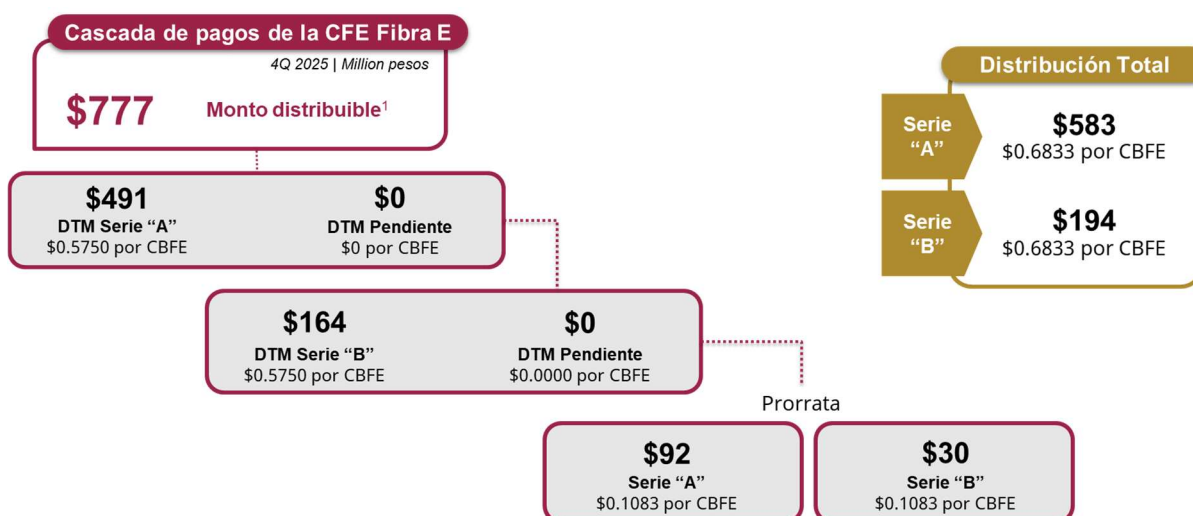 Cascada de pagos de la CFE Fibra E
4Q 2025 | Million pesos
$777 Monto distribuible¹
$491
DTM Serie “A”
$0.5750 por CBFE
$0
DTM Pendiente
$0 por CBFE
$164
DTM Serie “B”
$0.5750 por CBFE
$0
DTM Pendiente
$0.0000 por CBFE
Prorrata
$92
Serie “A”
$0.1083 por CBFE
$30
Serie “B”
$0.1083 por CBFE
Distribución Total
Serie
“A”
$583
$0.6833 por CBFE
Serie
“B”
$194
$0.6833 por CBFE